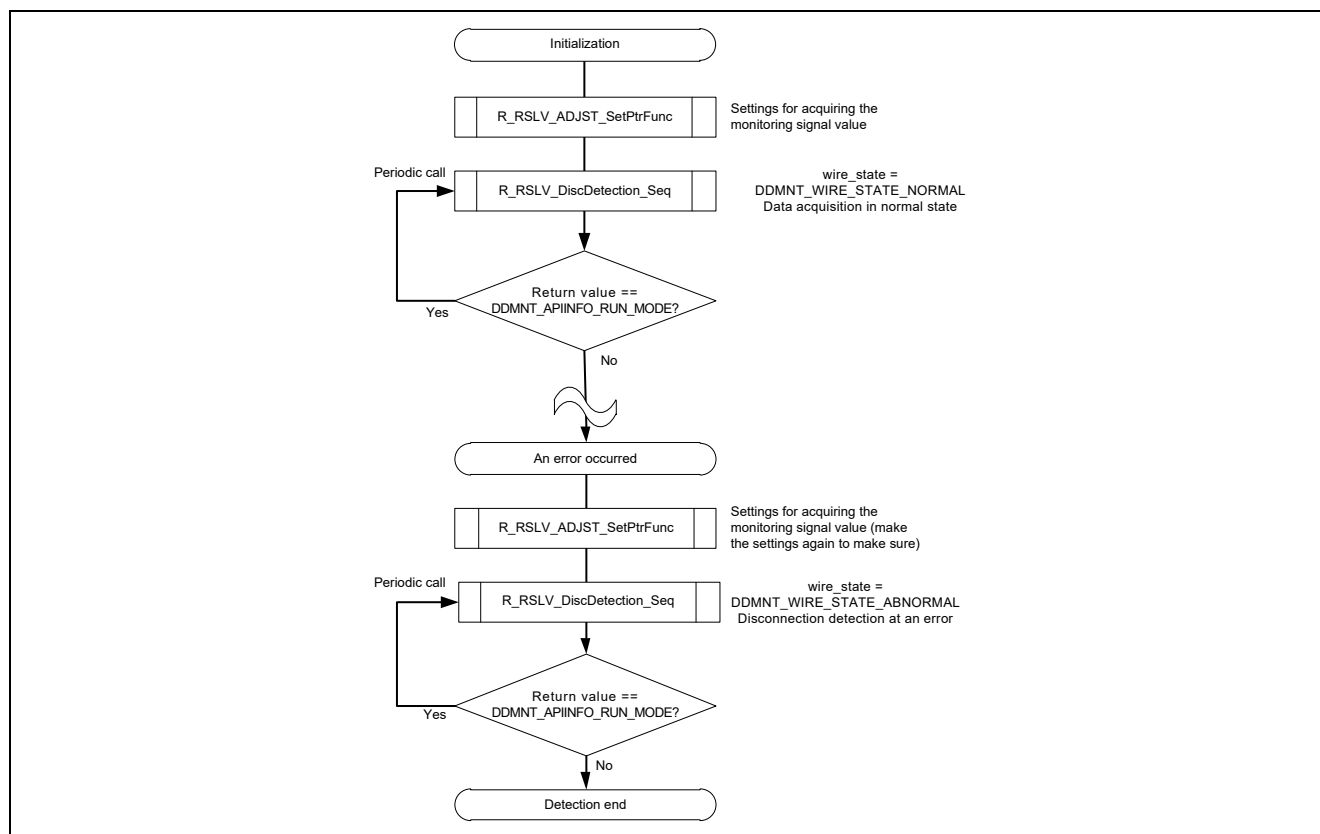 Initialization
R_RSLV_ADJST_SetPtrFunc
Settings for acquiring the
monitoring signal value
Periodic call
R_RSLV_DiscDetection_Seq
wire_state =
DDMNT_WIRE_STATE_NORMAL
Data acquisition in normal state
Return value ==
DDMNT_APIINFO_RUN_MODE?
Yes
No
An error occurred
R_RSLV_ADJST_SetPtrFunc
Settings for acquiring the
monitoring signal value (make
the settings again to make sure)
Periodic call
R_RSLV_DiscDetection_Seq
wire_state =
DDMNT_WIRE_STATE_ABNORMAL
Disconnection detection at an error
Return value ==
DDMNT_APIINFO_RUN_MODE?
Yes
No
Detection end